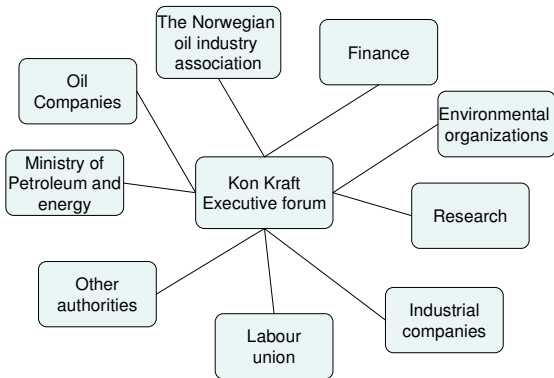 The Norwegian
oil industry
association
Finance
Oil
Companies
Environmental
organizations
Ministry of
Petroleum and
energy
Kon Kraft
Executive forum
Research
Other
authorities
Industrial
companies
Labour
union